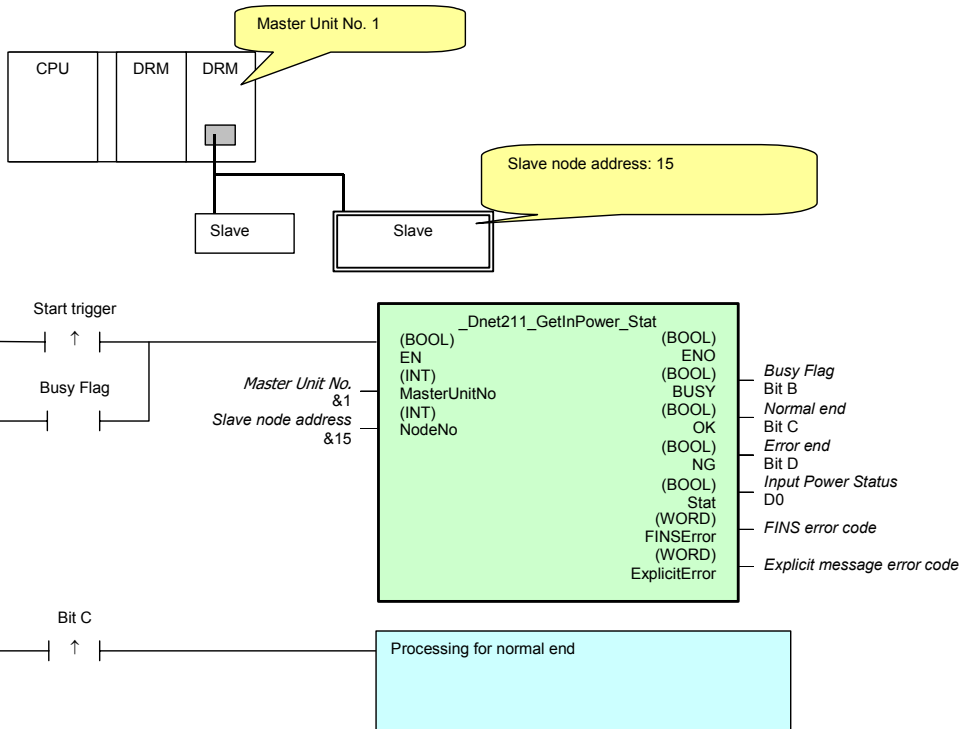 Master Unit No. 1
CPU
DRM
DRM
Slave node address: 15
Slave
Slave
Start trigger
↑
Busy Flag
Master Unit No.
&1
Slave node address
&15
_Dnet211_GetInPower_Stat
(BOOL)
EN
(INT)
MasterUnitNo
(INT)
NodeNo
(BOOL)
ENO
(BOOL)
BUSY
(BOOL)
OK
(BOOL)
NG
(BOOL)
Stat
(WORD)
FINSError
(WORD)
ExplicitError
Busy Flag
Bit B
Normal end
Bit C
Error end
Bit D
Input Power Status
D0
FINS error code
Explicit message error code
Bit C
↑
Processing for normal end